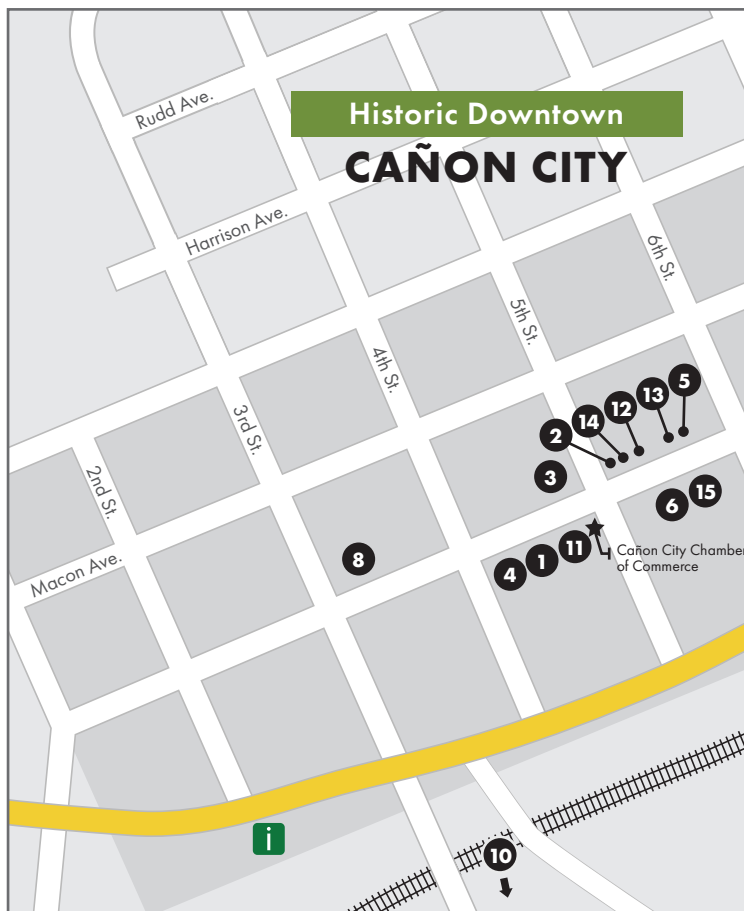 Historic Downtown
CAÑON CITY
Rudd Ave.
Harrison Ave.
6th St.
5th St.
4th St.
3rd St.
2nd St.
Macon Ave.
5
13
12
14
2
3
15
6
11
1
4
8
Cañon City Chamber
of Commerce
i
10